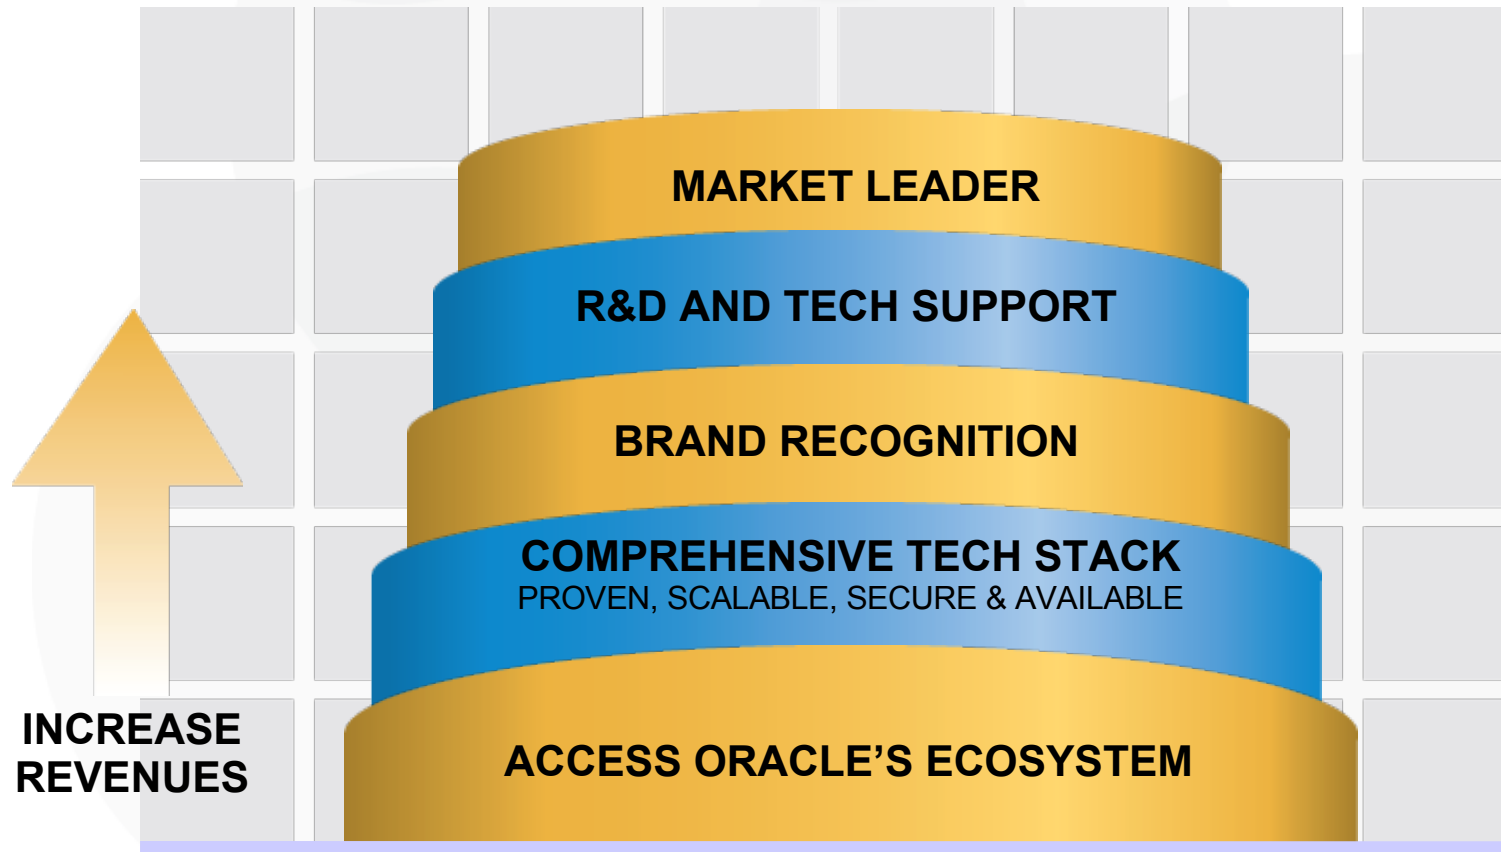 MARKET LEADER
R&D AND TECH SUPPORT
BRAND RECOGNITION
COMPREHENSIVE TECH STACK
PROVEN, SCALABLE, SECURE & AVAILABLE
ACCESS ORACLE’S ECOSYSTEM
INCREASE
REVENUES